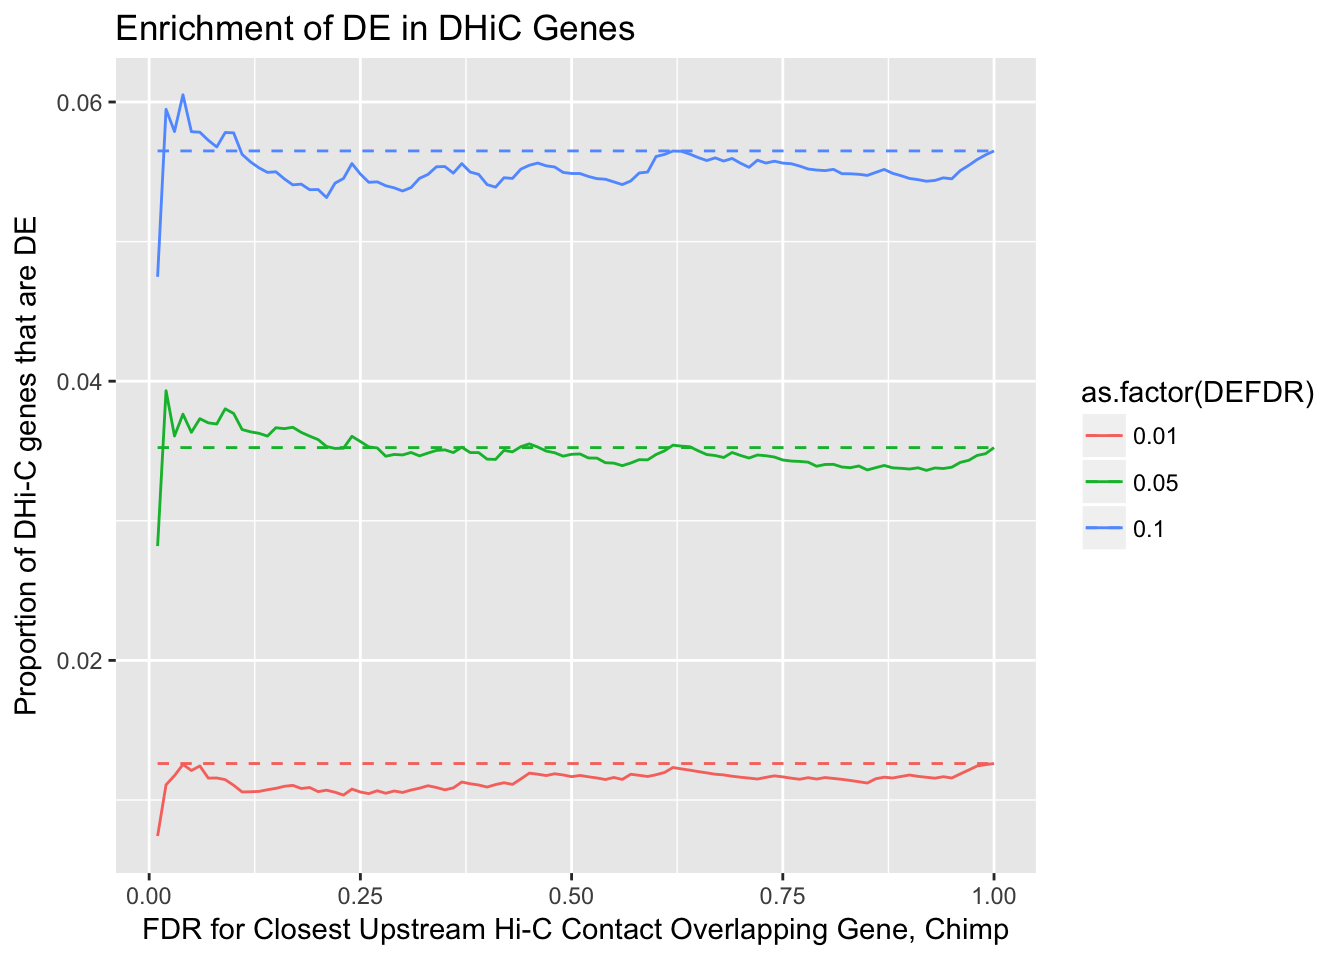 Enrichment of DE in DHiC Genes
Proportion of DHi-C genes that are DE
0.06
0.04
0.02
0.00 0.25 0.50 0.75 1.00
FDR for Closest Upstream Hi-C Contact Overlapping Gene, Chimp
as.factor(DEFDR)
0.01
0.05
0.1